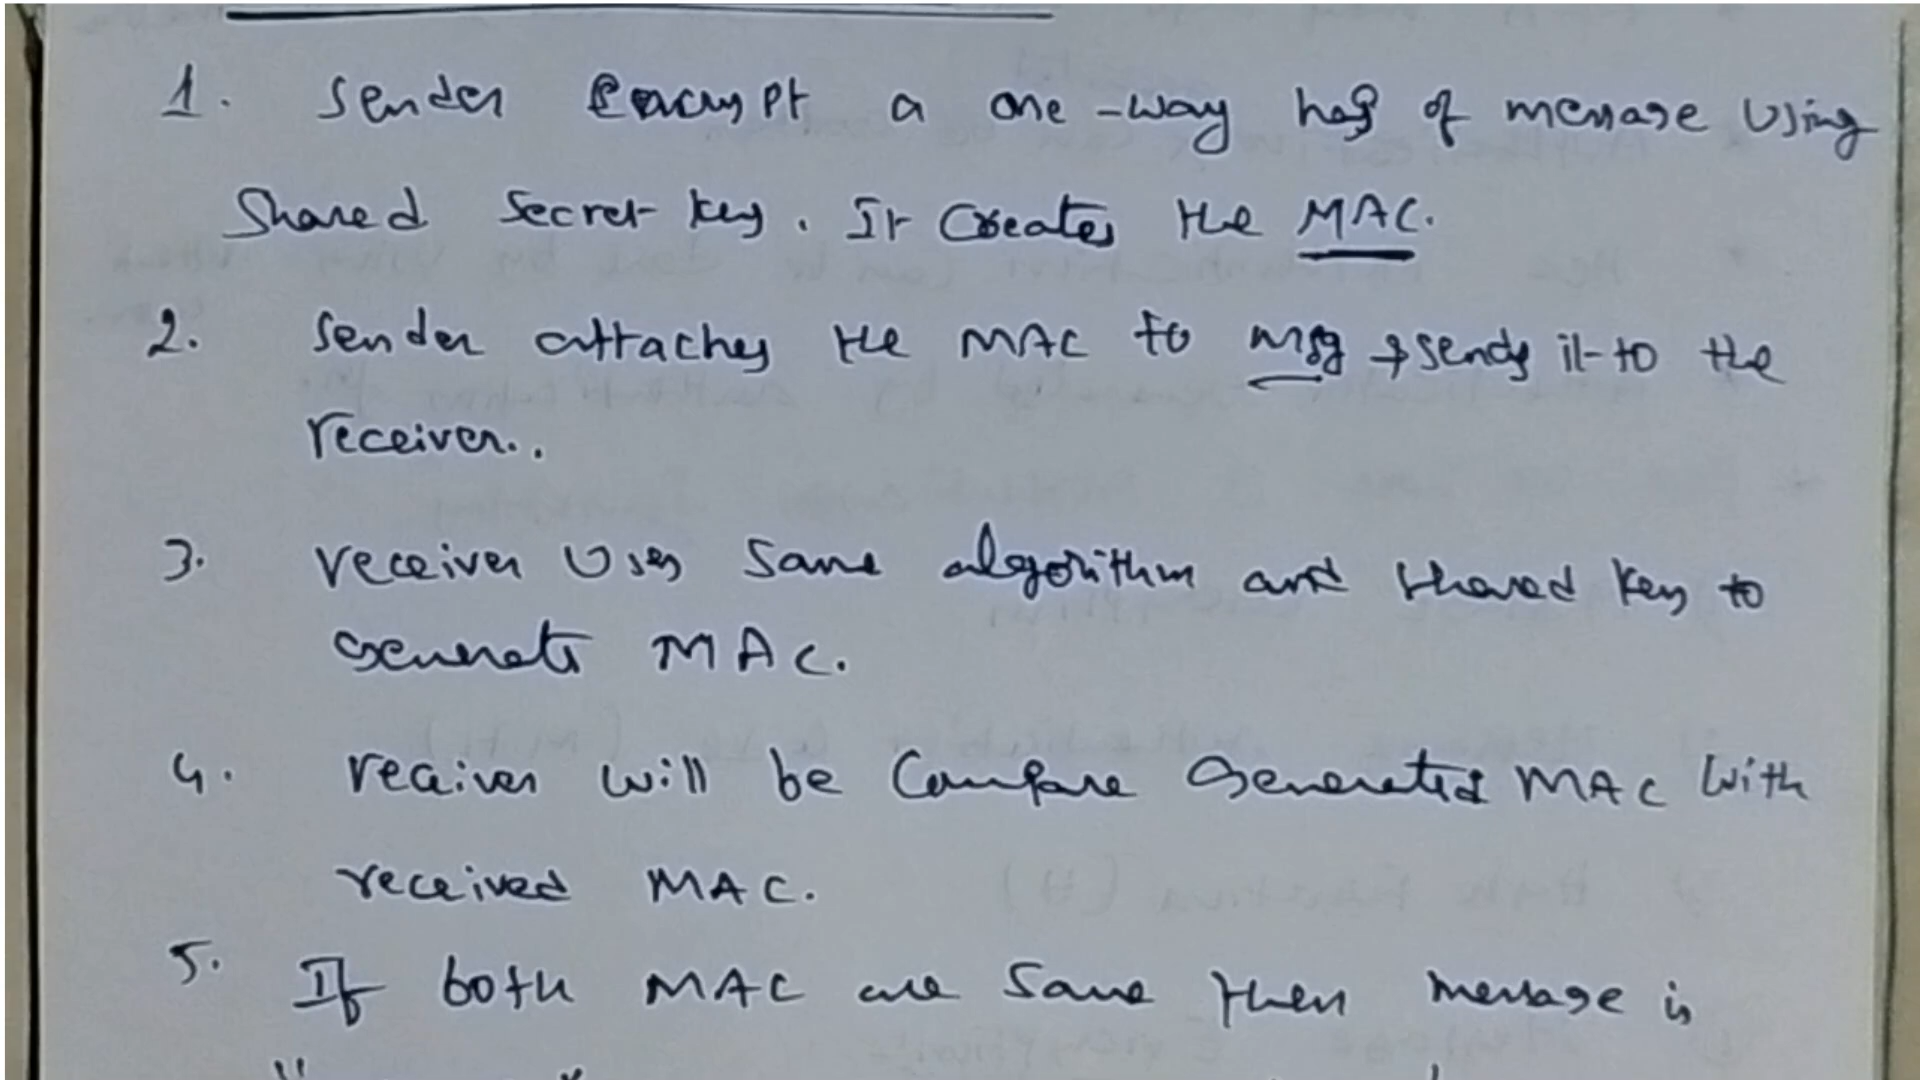 1. Sender Encrypt a one-way hash of message Using
Shared Secret key. It Creates the MAC.
2. Sender attaches the MAC to msg + sends it to the
receiver..
3. receiver Uses Same algorithm and shared key to
generate MAC.
4. receiver will be Compare Generated MAC With
received MAC.
5. If both MAC are Same then message is